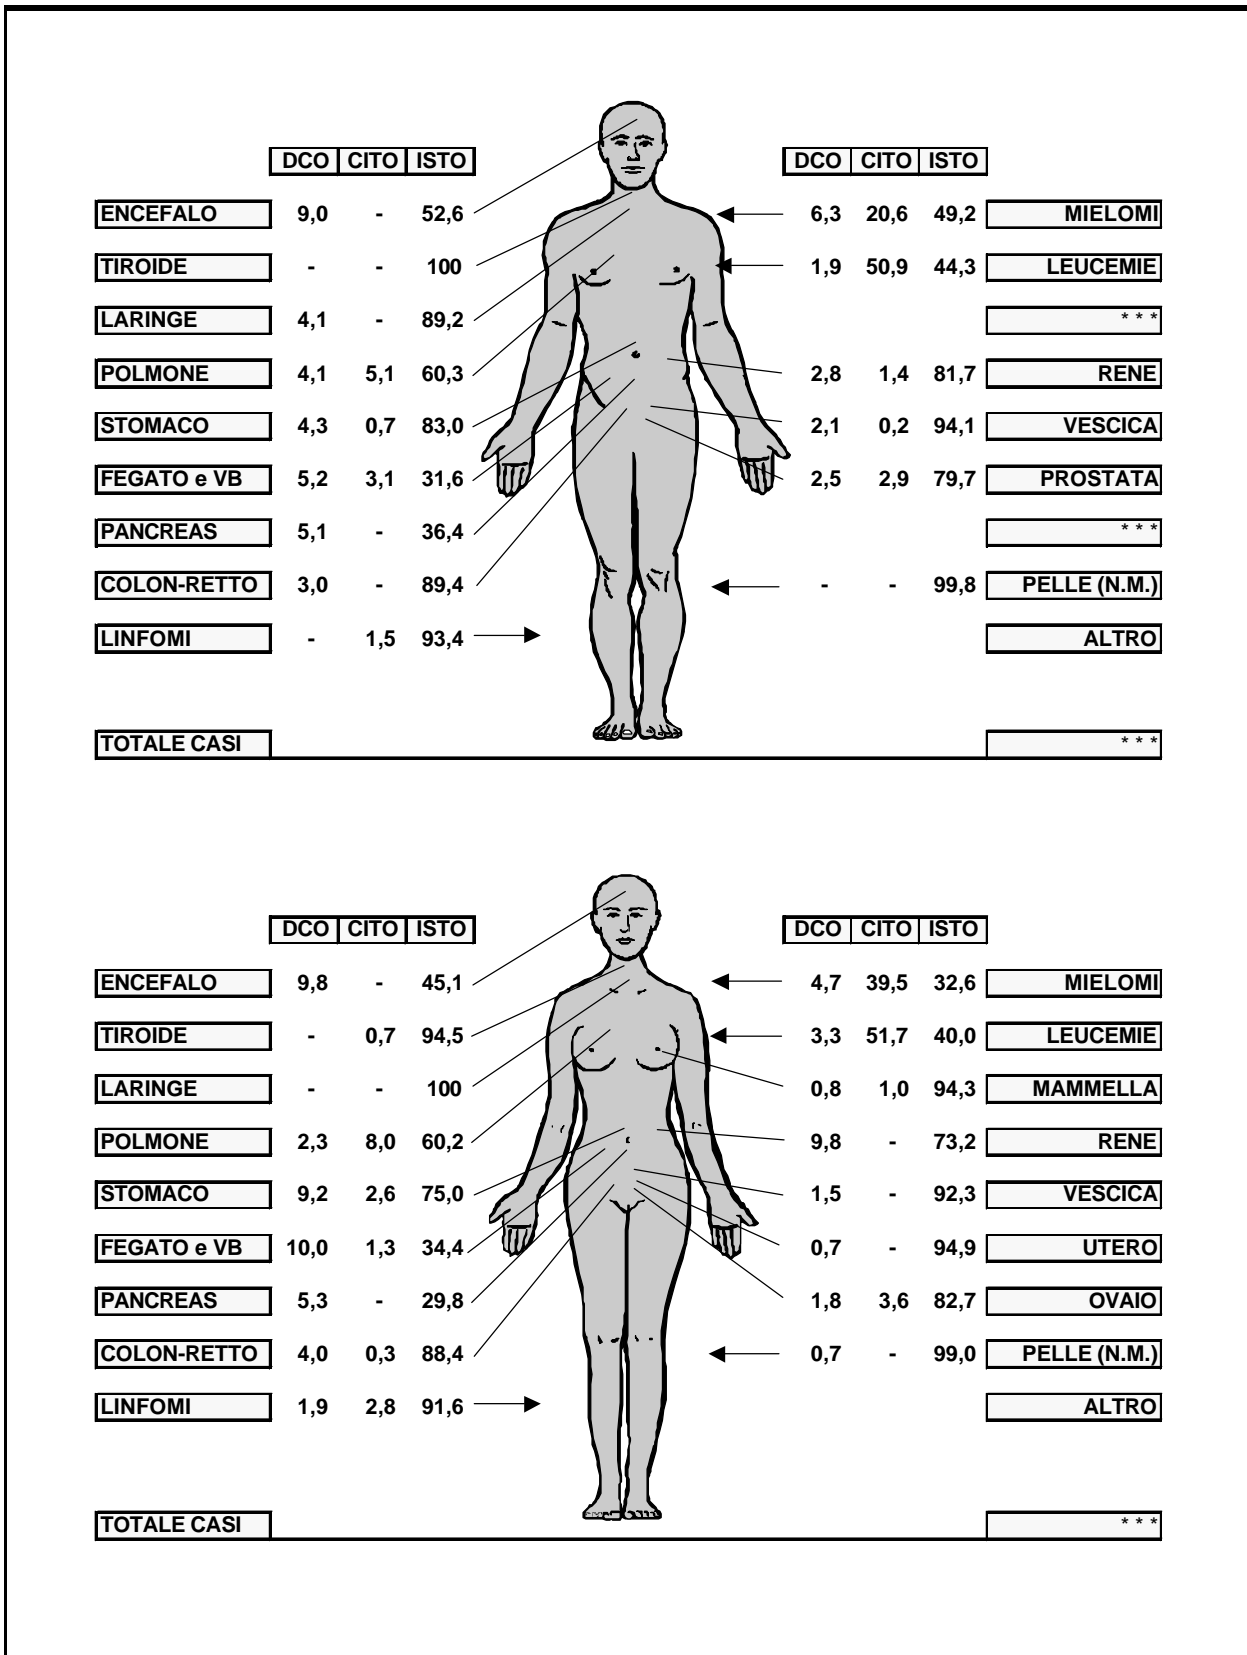 DCO CITO ISTO DCO CITO ISTO
ENCEFALO 9,0 - 52,6 6,3 20,6 49,2 MIELOMI
TIROIDE - - 100 1,9 50,9 44,3 LEUCEMIE
LARINGE 4,1 - 89,2 * * *
POLMONE 4,1 5,1 60,3 2,8 1,4 81,7 RENE
STOMACO 4,3 0,7 83,0 2,1 0,2 94,1 VESCICA
FEGATO e VB 5,2 3,1 31,6 2,5 2,9 79,7 PROSTATA
PANCREAS 5,1 - 36,4 * * *
COLON-RETTO 3,0 - 89,4 - - 99,8 PELLE (N.M.)
LINFOMI - 1,5 93,4 ALTRO
TOTALE CASI * * *
DCO CITO ISTO DCO CITO ISTO
ENCEFALO 9,8 - 45,1 4,7 39,5 32,6 MIELOMI
TIROIDE - 0,7 94,5 3,3 51,7 40,0 LEUCEMIE
LARINGE - - 100 0,8 1,0 94,3 MAMMELLA
POLMONE 2,3 8,0 60,2 9,8 - 73,2 RENE
STOMACO 9,2 2,6 75,0 1,5 - 92,3 VESCICA
FEGATO e VB 10,0 1,3 34,4 0,7 - 94,9 UTERO
PANCREAS 5,3 - 29,8 1,8 3,6 82,7 OVAIO
COLON-RETTO 4,0 0,3 88,4 0,7 - 99,0 PELLE (N.M.)
LINFOMI 1,9 2,8 91,6 ALTRO
TOTALE CASI * * *